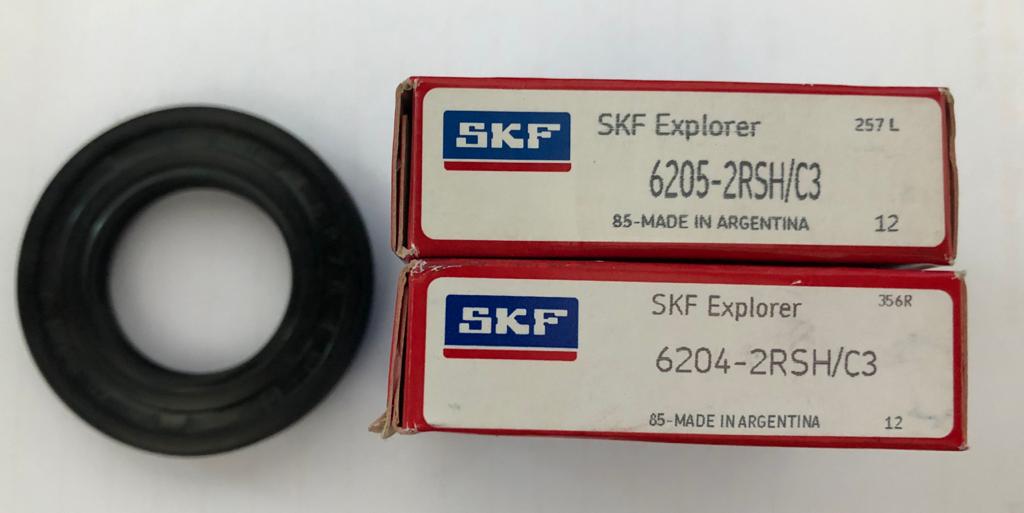 SKF
SKF Explorer
257 L
6205-2RSH/C3
85-MADE IN ARGENTINA
12
SKF
SKF Explorer
356R
6204-2RSH/C3
85-MADE IN ARGENTINA
12